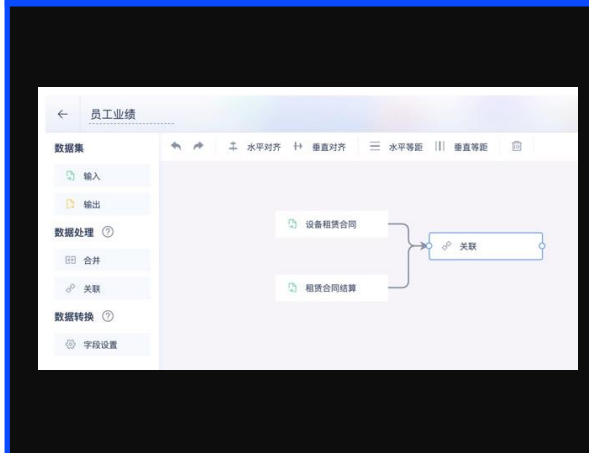 员工业绩
数据集
水平对齐 垂直对齐 水平等距 垂直等距
输入
输出
数据处理
合并
关联
数据转换
字段设置
设备租赁合同
关联
租赁合同结算